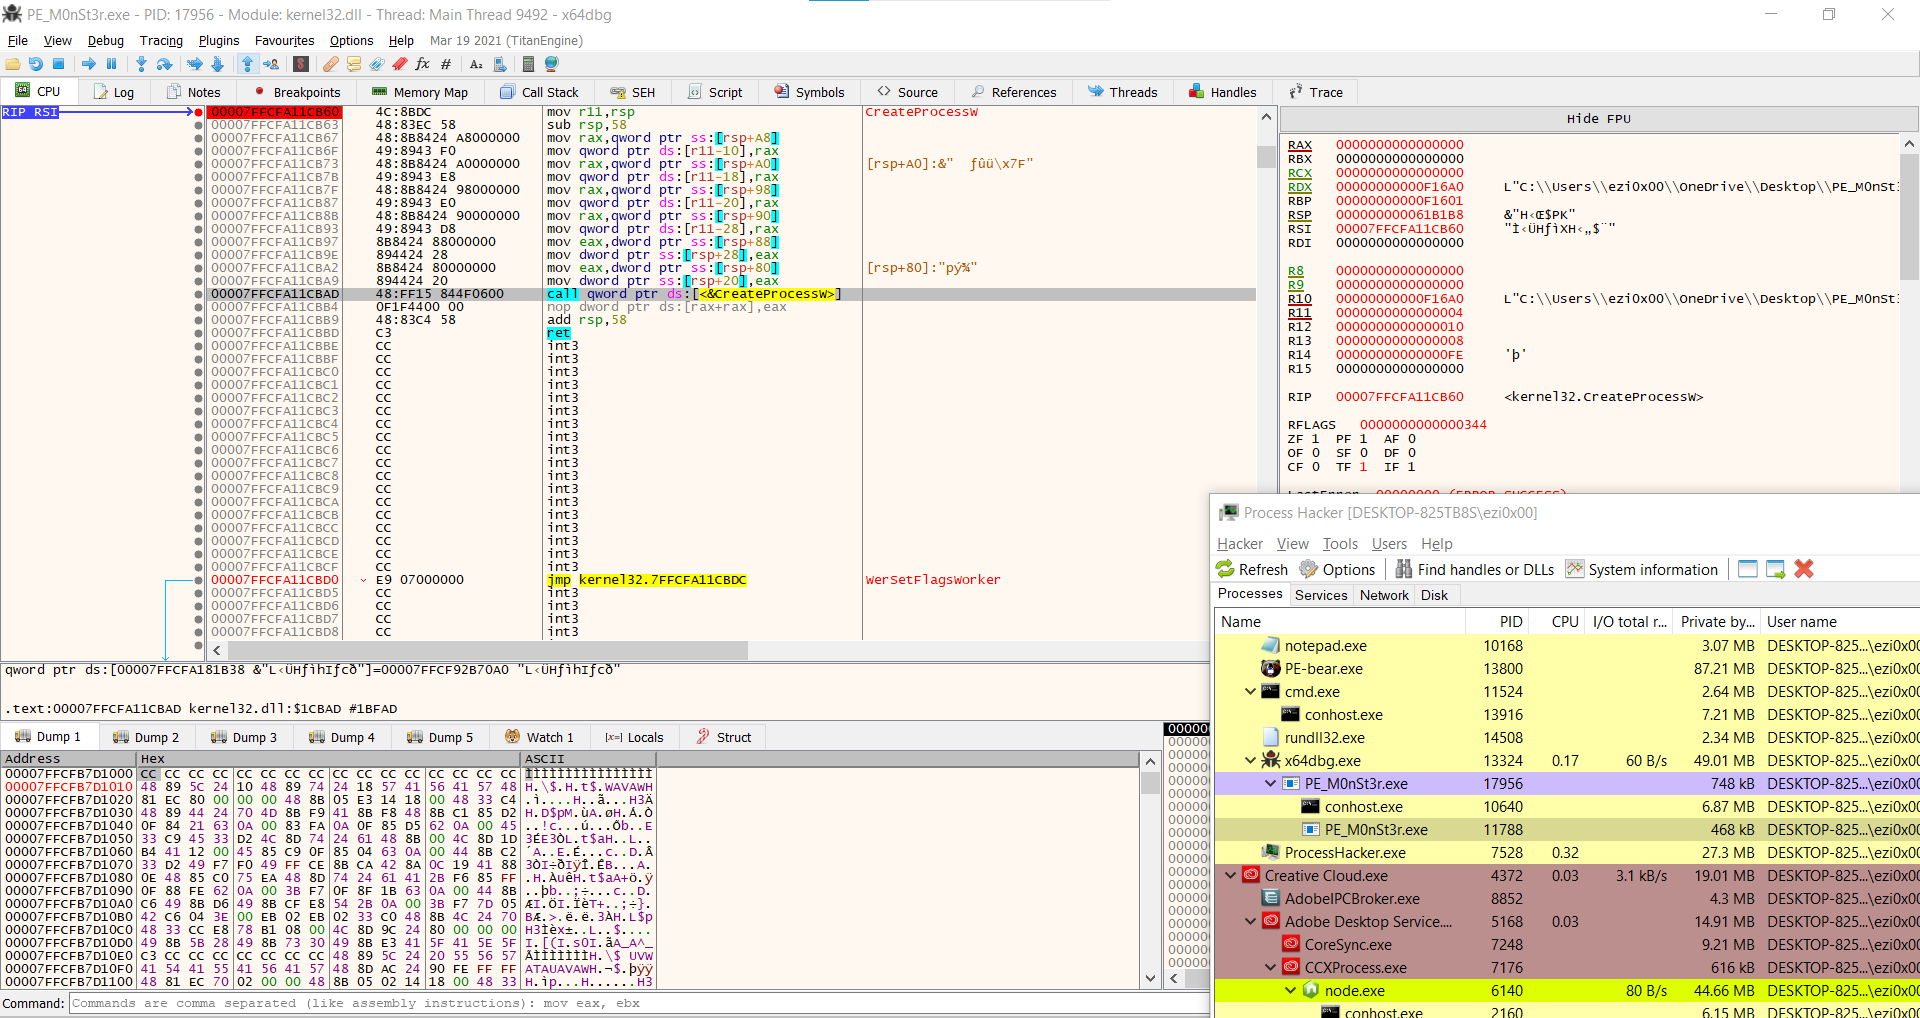 PE_M0nSt3r.exe - PID: 17956 - Module: kernel32.dll - Thread: Main Thread 9492 - x64dbg
File View Debug Tracing Plugins Favourites Options Help Mar 19 2021 (TitanEngine)
CPU Log Notes Breakpoints Memory Map Call Stack SEH Script Symbols Source References Threads Handles Trace
RIP RSI
00007FFCFA11CB60 4C:8BDC mov r11,rsp CreateProcessW
00007FFCFA11CB63 48:83EC 58 sub rsp,58
00007FFCFA11CB67 48:8B8424 A8000000 mov rax,qword ptr ss:[rsp+A8]
00007FFCFA11CB6F 49:8943 F0 mov qword ptr ds:[r11-10],rax
00007FFCFA11CB73 48:8B8424 A0000000 mov rax,qword ptr ss:[rsp+A0] [rsp+A0]:&" ƒûü\x7F"
00007FFCFA11CB7B 49:8943 E8 mov qword ptr ds:[r11-18],rax
00007FFCFA11CB7F 48:8B8424 98000000 mov rax,qword ptr ss:[rsp+98]
00007FFCFA11CB87 49:8943 E0 mov qword ptr ds:[r11-20],rax
00007FFCFA11CB8B 48:8B8424 90000000 mov rax,qword ptr ss:[rsp+90]
00007FFCFA11CB93 49:8943 D8 mov qword ptr ds:[r11-28],rax
00007FFCFA11CB97 8B8424 88000000 mov eax,dword ptr ss:[rsp+88]
00007FFCFA11CB9E 894424 28 mov dword ptr ss:[rsp+28],eax
00007FFCFA11CBA2 8B8424 80000000 mov eax,dword ptr ss:[rsp+80] [rsp+80]:"pý¾"
00007FFCFA11CBA9 894424 20 mov dword ptr ss:[rsp+20],eax
00007FFCFA11CBAD 48:FF15 844F0600 call qword ptr ds:[<&CreateProcessW>]
00007FFCFA11CBB4 0F1F4400 00 nop dword ptr ds:[rax+rax],eax
00007FFCFA11CBB9 48:83C4 58 add rsp,58
00007FFCFA11CBBD C3 ret
00007FFCFA11CBBE CC int3
00007FFCFA11CBBF CC int3
00007FFCFA11CBC0 CC int3
00007FFCFA11CBC1 CC int3
00007FFCFA11CBC2 CC int3
00007FFCFA11CBC3 CC int3
00007FFCFA11CBC4 CC int3
00007FFCFA11CBC5 CC int3
00007FFCFA11CBC6 CC int3
00007FFCFA11CBC7 CC int3
00007FFCFA11CBC8 CC int3
00007FFCFA11CBC9 CC int3
00007FFCFA11CBCA CC int3
00007FFCFA11CBCB CC int3
00007FFCFA11CBCC CC int3
00007FFCFA11CBCD CC int3
00007FFCFA11CBCE CC int3
00007FFCFA11CBCF CC int3
00007FFCFA11CBD0 E9 07000000 jmp kernel32.7FFCFA11CBDC WerSetFlagsWorker
00007FFCFA11CBD5 CC int3
00007FFCFA11CBD6 CC int3
00007FFCFA11CBD7 CC int3
00007FFCFA11CBD8 CC int3
Hide FPU
RAX 0000000000000000
RBX 0000000000000000
RCX 0000000000000000
RDX 00000000000F16A0 L"C:\\Users\\ezi0x00\\OneDrive\\Desktop\\PE_M0nSt3
RBP 00000000000F1601
RSP 000000000061B1B8 &"H‹Œ$PK"
RSI 00007FFCFA11CB60 "L‹ÜHƒìXH‹„$¨"
RDI 0000000000000000
R8 0000000000000000
R9 0000000000000000
R10 00000000000F16A0 L"C:\\Users\\ezi0x00\\OneDrive\\Desktop\\PE_M0nSt3
R11 0000000000000004
R12 0000000000000010
R13 0000000000000008
R14 00000000000000FE 'þ'
R15 0000000000000000
RIP 00007FFCFA11CB60 <kernel32.CreateProcessW>
RFLAGS 0000000000000344
ZF 1 PF 1 AF 0
OF 0 SF 0 DF 0
CF 0 TF 1 IF 1
LastError 00000000 (ERROR_SUCCESS)
qword ptr ds:[00007FFCFA181B38 &"L‹ÜHƒìhIƒcð"]=00007FFCF92B70A0 "L‹ÜHƒìhIƒcð"
.text:00007FFCFA11CBAD kernel32.dll:$1CBAD #1BFAD
Dump 1 Dump 2 Dump 3 Dump 4 Dump 5 Watch 1 Locals Struct
Address Hex ASCII
00007FFCFB7D1000 CC CC CC CC CC CC CC CC CC CC CC CC CC CC CC CC ÌÌÌÌÌÌÌÌÌÌÌÌÌÌÌÌ
00007FFCFB7D1010 48 89 5C 24 10 48 89 74 24 18 57 41 56 41 57 48 H.\$.H.t$.WAVAWH
00007FFCFB7D1020 81 EC 80 00 00 00 48 8B 05 E3 14 18 00 48 33 C4 .ì....H..ã...H3Ä
00007FFCFB7D1030 48 89 44 24 70 4D 8B F9 41 8B F8 48 8B C1 85 D2 H.D$pM.ùA.øH.Á.Ò
00007FFCFB7D1040 0F 84 21 63 0A 00 83 FA 0A 0F 85 D5 62 0A 00 45 ..!c...ú...Õb..E
00007FFCFB7D1050 33 C9 45 33 D2 4C 8D 74 24 61 48 8B 00 4C 8D 1D 3ÉE3ÒL.t$aH..L..
00007FFCFB7D1060 B4 41 12 00 45 85 C9 0F 85 04 63 0A 00 44 8B C2 ´A..E.É...c..D.Â
00007FFCFB7D1070 33 D2 49 F7 F0 49 FF CE 8B CA 42 8A 0C 19 41 88 3ÒI÷ðIÿÎ.ÊB...A.
00007FFCFB7D1080 0E 48 85 C0 75 EA 48 8D 74 24 61 41 2B F6 85 FF .H.ÀuêH.t$aA+ö.ÿ
00007FFCFB7D1090 0F 88 FE 62 0A 00 3B F7 0F 8F 1B 63 0A 00 44 8B ..þb..;÷...c..D.
00007FFCFB7D10A0 C6 49 8B D6 49 8B CF E8 54 2B 0A 00 3B F7 7D 05 ÆI.ÖI.ÏèT+..;÷}.
00007FFCFB7D10B0 42 C6 04 3E 00 EB 02 EB 02 33 C0 48 8B 4C 24 70 BÆ.>.ë.ë.3ÀH.L$p
00007FFCFB7D10C0 48 33 CC E8 78 B1 08 00 4C 8D 9C 24 80 00 00 00 H3Ìèx±..L..$....
00007FFCFB7D10D0 49 8B 5B 28 49 8B 73 30 49 8B E3 41 5F 41 5E 5F I.[(I.s0I.ãA_A^_
00007FFCFB7D10E0 C3 CC CC CC CC CC CC CC 48 89 5C 24 20 55 56 57 ÃÌÌÌÌÌÌÌH.\$ UVW
00007FFCFB7D10F0 41 54 41 55 41 56 41 57 48 8D AC 24 90 FE FF FF ATAUAVAWH.¬$.þÿÿ
00007FFCFB7D1100 48 81 EC 70 02 00 00 48 8B 05 02 14 18 00 48 33 H.ìp...H......H3
Command: Commands are comma separated (like assembly instructions): mov eax, ebx
Process Hacker [DESKTOP-825TB8S\ezi0x00]
Hacker View Tools Users Help
Refresh Options Find handles or DLLs System information
Processes Services Network Disk
Name PID CPU I/O total r... Private by... User name
notepad.exe 10168 3.07 MB DESKTOP-825...\ezi0x00
PE-bear.exe 13800 87.21 MB DESKTOP-825...\ezi0x00
cmd.exe 11524 2.64 MB DESKTOP-825...\ezi0x00
conhost.exe 13916 7.21 MB DESKTOP-825...\ezi0x00
rundll32.exe 14508 2.34 MB DESKTOP-825...\ezi0x00
x64dbg.exe 13324 0.17 60 B/s 49.01 MB DESKTOP-825...\ezi0x00
PE_M0nSt3r.exe 17956 748 kB DESKTOP-825...\ezi0x00
conhost.exe 10640 6.87 MB DESKTOP-825...\ezi0x00
PE_M0nSt3r.exe 11788 468 kB DESKTOP-825...\ezi0x00
ProcessHacker.exe 7528 0.32 27.3 MB DESKTOP-825...\ezi0x00
Creative Cloud.exe 4372 0.03 3.1 kB/s 19.01 MB DESKTOP-825...\ezi0x00
AdobeIPCBroker.exe 8852 4.3 MB DESKTOP-825...\ezi0x00
Adobe Desktop Service.... 5168 0.03 14.91 MB DESKTOP-825...\ezi0x00
CoreSync.exe 7248 9.21 MB DESKTOP-825...\ezi0x00
CCXProcess.exe 7176 616 kB DESKTOP-825...\ezi0x00
node.exe 6140 80 B/s 44.66 MB DESKTOP-825...\ezi0x00
conhost.exe 2160 6.15 MB DESKTOP-825...\ezi0x00